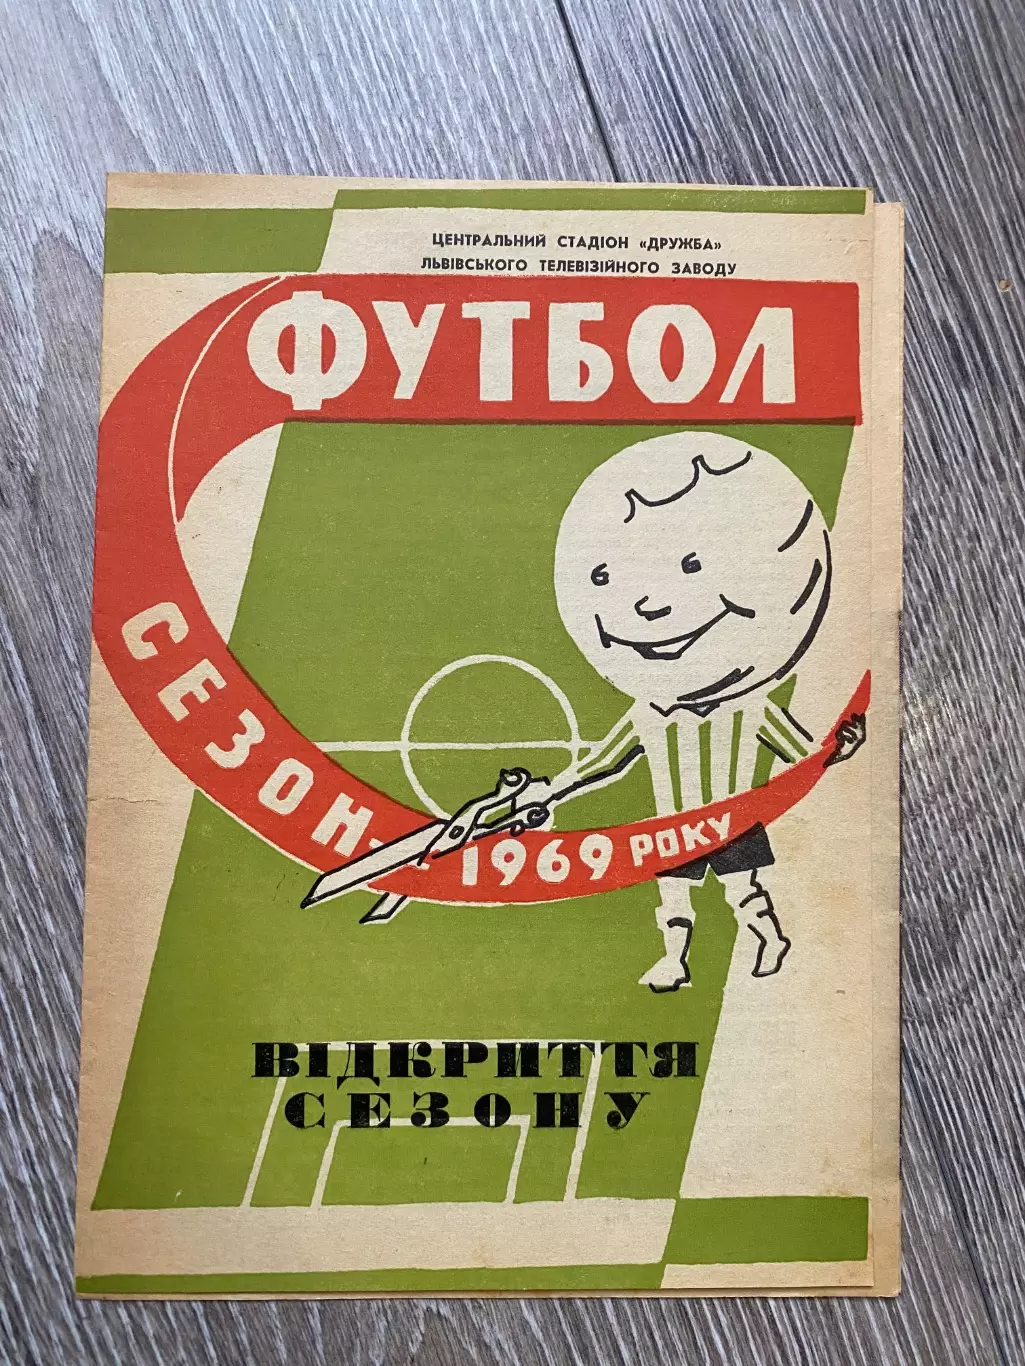 ЦЕНТРАЛЬНИЙ СТАДІОН «ДРУЖБА»
ЛЬВІВСЬКОГО ТЕЛЕВІЗІЙНОГО ЗАВОДУ
ФУТБОЛ
СЕЗОН - 1969 РОКУ
ВІДКРИТТЯ
СЕЗОНУ